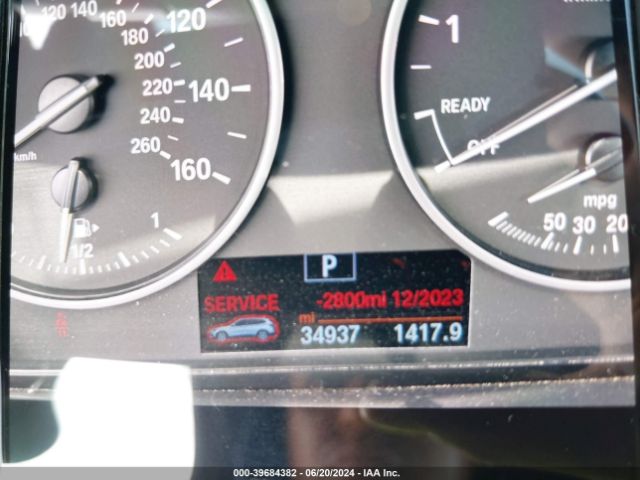 120 140 160 120
180
200
220 140
240
260 160
km/h
1/2 1
1
READY
OFF
mpg
50 30 20
P
SERVICE -2800mi 12/2023
mi
34937 1417.9
000-39684382 - 06/20/2024 - IAA Inc.